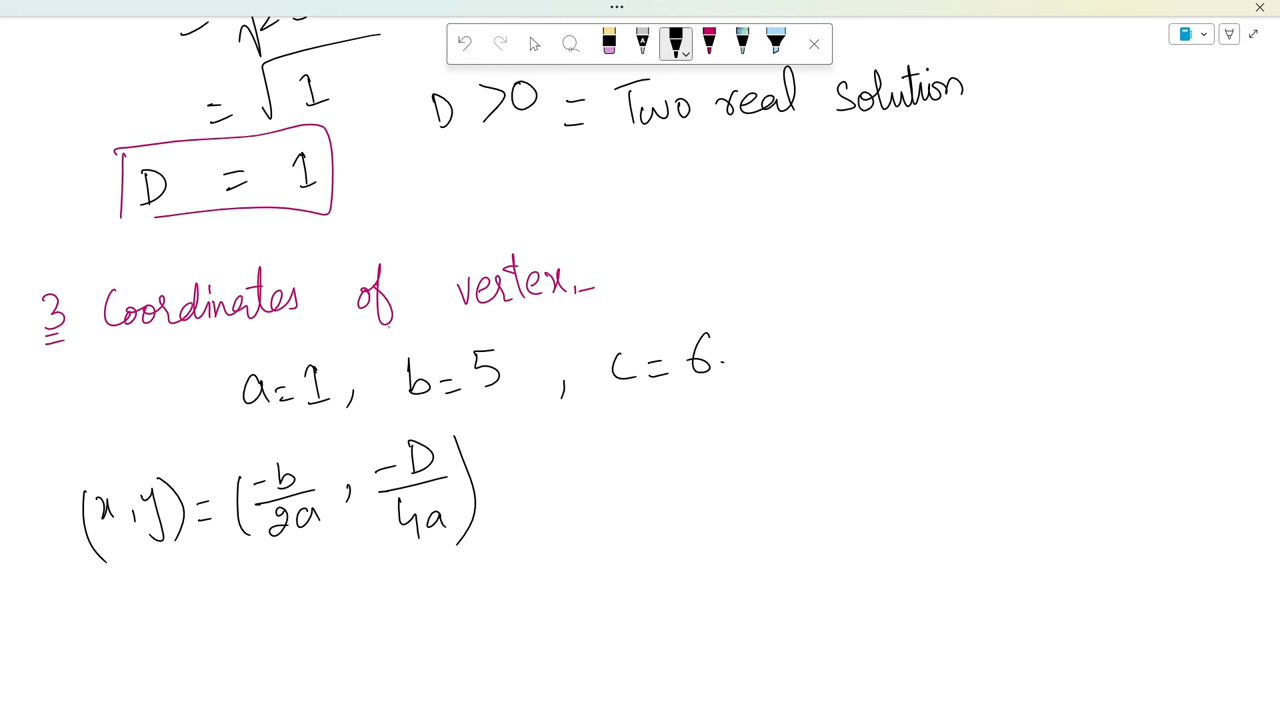 = √1
D > 0 = Two real solution
D = 1
3 Coordinates of vertex.-
a=1, b=5, c=6.
(x,y) = (-b/2a, -D/4a)